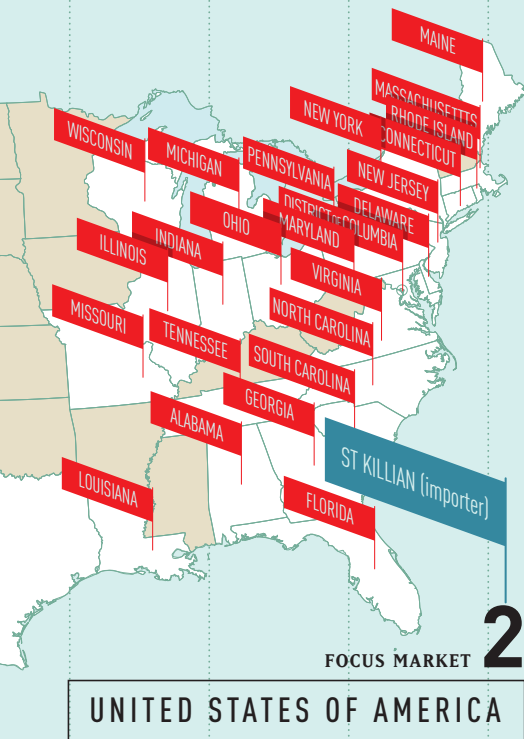 MAINE
MASSACHUSETTS
RHODE ISLAND
CONNECTICUT
NEW YORK
WISCONSIN
MICHIGAN
PENNSYLVANIA
NEW JERSEY
DISTRICT OF COLUMBIA
DELAWARE
MARYLAND
OHIO
INDIANA
ILLINOIS
VIRGINIA
NORTH CAROLINA
MISSOURI
TENNESSEE
SOUTH CAROLINA
GEORGIA
ALABAMA
ST KILLIAN (importer)
LOUISIANA
FLORIDA
FOCUS MARKET 2
UNITED STATES OF AMERICA